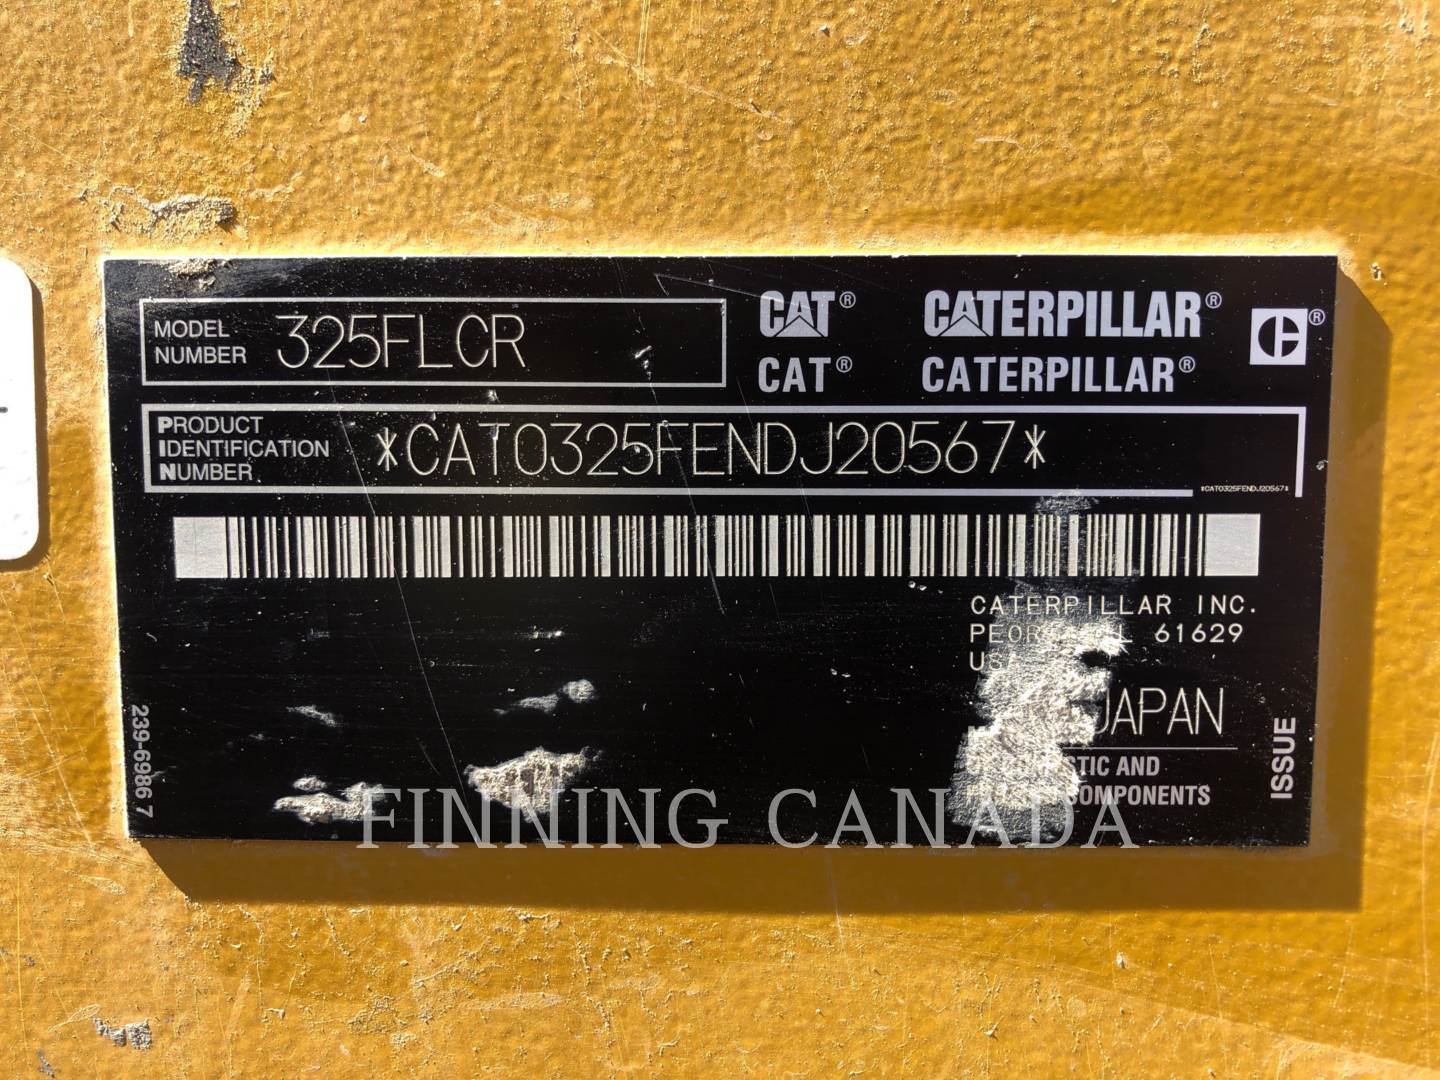 MODEL NUMBER 325FLCR
CAT® CATERPILLAR®
CAT® CATERPILLAR®
®
PRODUCT IDENTIFICATION NUMBER *CAT0325FENDJ20567*
*CAT0325FENDJ20567*
CATERPILLAR INC.
61629
USA
JAPAN
AND
COMPONENTS
ISSUE
239-6986 7
FINNING CANADA